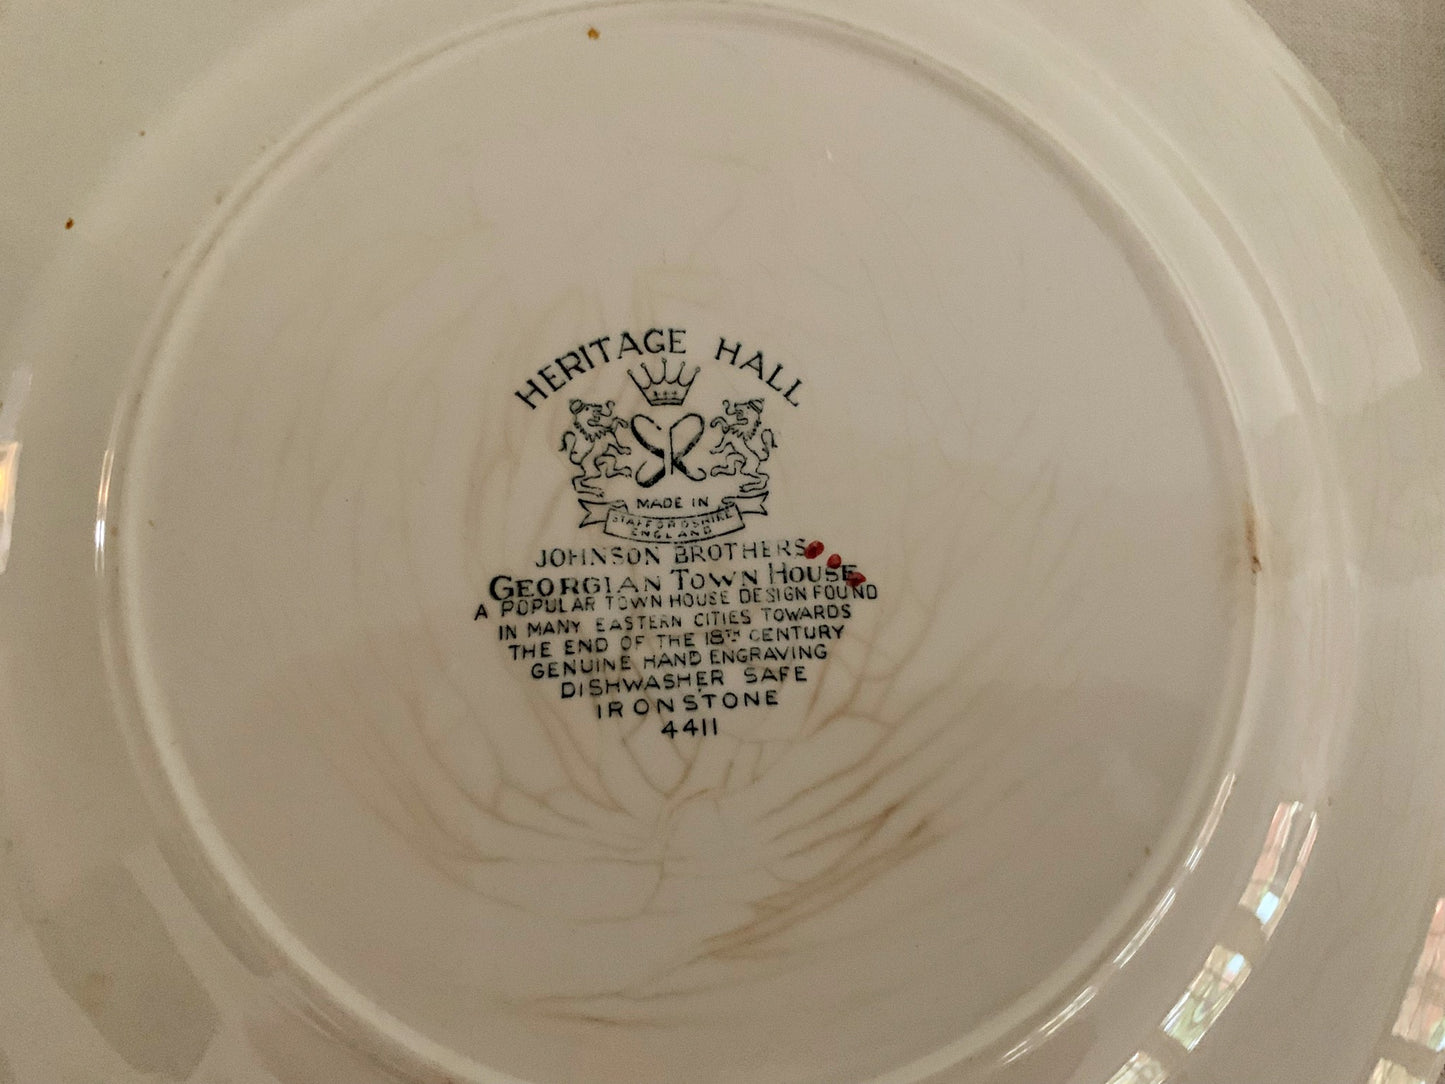 HERITAGE HALL
SR
MADE IN
STAFFORDSHIRE
ENGLAND
JOHNSON BROTHERS
GEORGIAN TOWN HOUSE
A POPULAR TOWN HOUSE DESIGN FOUND
IN MANY EASTERN CITIES TOWARDS
THE END OF THE 18TH CENTURY
GENUINE HAND ENGRAVING
DISHWASHER SAFE
IRONSTONE
4411